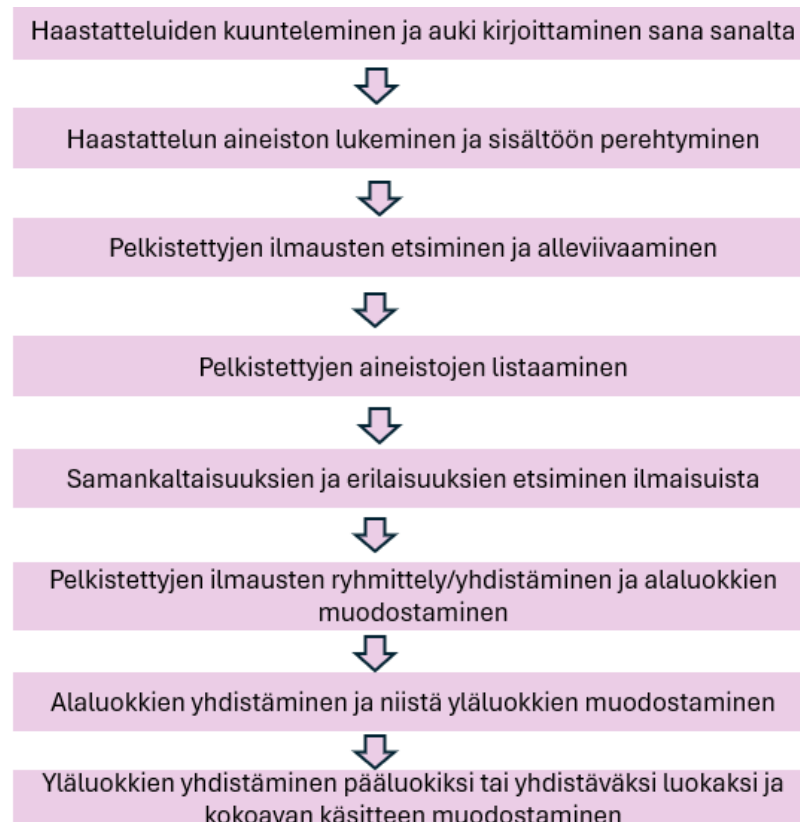 Haastatteluiden kuunteleminen ja auki kirjoittaminen sana sanalta
Haastattelun aineiston lukeminen ja sisältöön perehtyminen
Pelkistettyjen ilmausten etsiminen ja alleviivaaminen
Pelkistettyjen aineistojen listaaminen
Samankaltaisuuksien ja erilaisuuksien etsiminen ilmaisuista
Pelkistettyjen ilmausten ryhmittely/yhdistäminen ja alaluokkien
muodostaminen
Alaluokkien yhdistäminen ja niistä yläluokkien muodostaminen
Yläluokkien yhdistäminen pääluokiksi tai yhdistäväksi luokaksi ja
kokoavan käsitteen muodostaminen